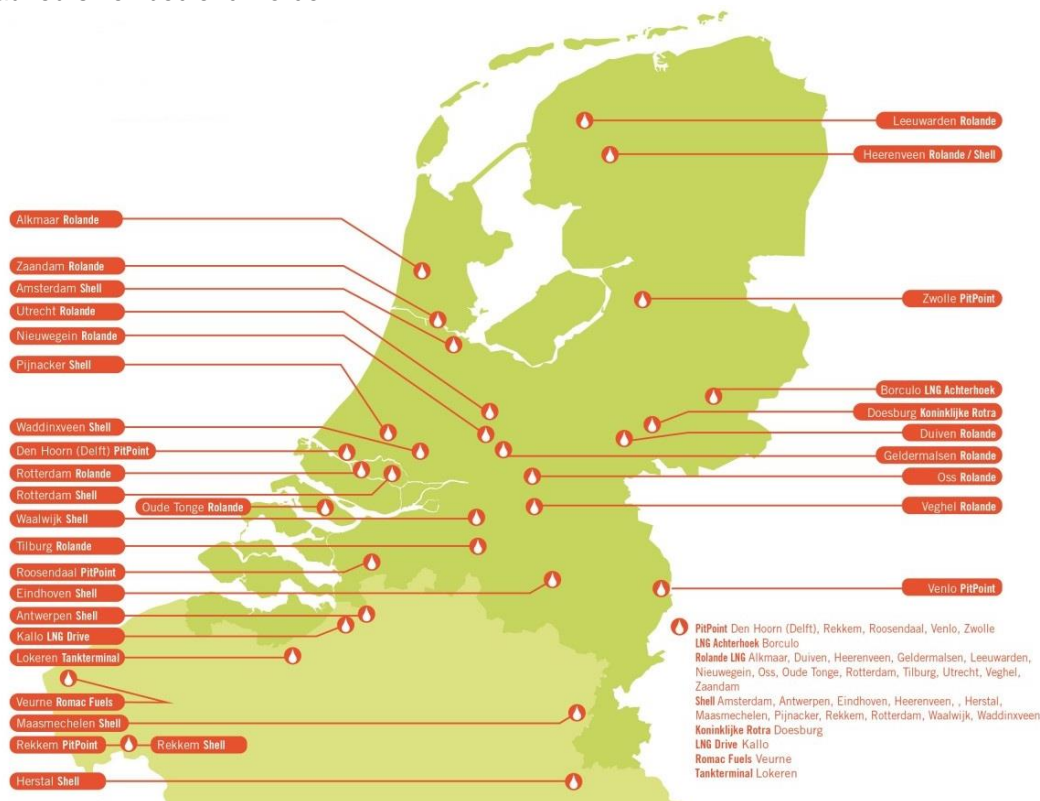 Leeuwarden Rolande
Heerenveen Rolande / Shell
Alkmaar Rolande
Zaandam Rolande
Amsterdam Shell
Utrecht Rolande
Nieuwegein Rolande
Pijnacker Shell
Zwolle PitPoint
Borculo LNG Achterhoek
Doesburg Koninklijke Rotra
Duiven Rolande
Geldermalsen Rolande
Oss Rolande
Veghel Rolande
Waddinxveen Shell
Den Hoorn (Delft) PitPoint
Rotterdam Rolande
Rotterdam Shell
Oude Tonge Rolande
Waalwijk Shell
Tilburg Rolande
Roosendaal PitPoint
Eindhoven Shell
Venlo PitPoint
Antwerpen Shell
Kallo LNG Drive
Lokeren Tankterminal
Veurne Romac Fuels
Maasmechelen Shell
Rekkem PitPoint
Rekkem Shell
Herstal Shell
PitPoint Den Hoorn (Delft), Rekkem, Roosendaal, Venlo, Zwolle
LNG Achterhoek Borculo
Rolande LNG Alkmaar, Duiven, Heerenveen, Geldermalsen, Leeuwarden,
Nieuwegein, Oss, Oude Tonge, Rotterdam, Tilburg, Utrecht, Veghel,
Zaandam
Shell Amsterdam, Antwerpen, Eindhoven, Heerenveen, , Herstal,
Maasmechelen, Pijnacker, Rekkem, Rotterdam, Waalwijk, Waddinxveen
Koninklijke Rotra Doesburg
LNG Drive Kallo
Romac Fuels Veurne
Tankterminal Lokeren